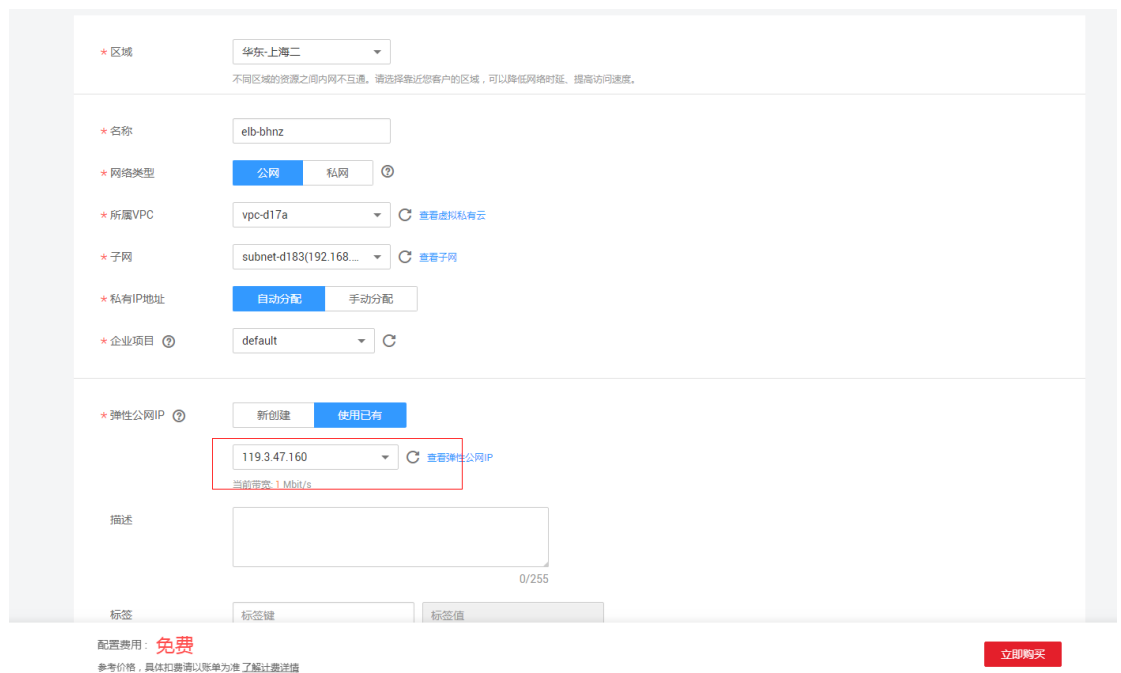 * 区域 华东-上海二
不同区域的资源之间内网不互通。请选择靠近您客户的区域，可以降低网络时延、提高访问速度。
* 名称 elb-bhnz
* 网络类型 公网 私网 ?
* 所属VPC vpc-d17a 查看虚拟私有云
* 子网 subnet-d183(192.168.... 查看子网
* 私有IP地址 自动分配 手动分配
* 企业项目 ? default
* 弹性公网IP ? 新创建 使用已有
119.3.47.160 查看弹性公网IP
当前带宽: 1 Mbit/s
描述
0/255
标签 标签键 标签值
配置费用： 免费
参考价格，具体扣费请以账单为准 了解计费详情
立即购买